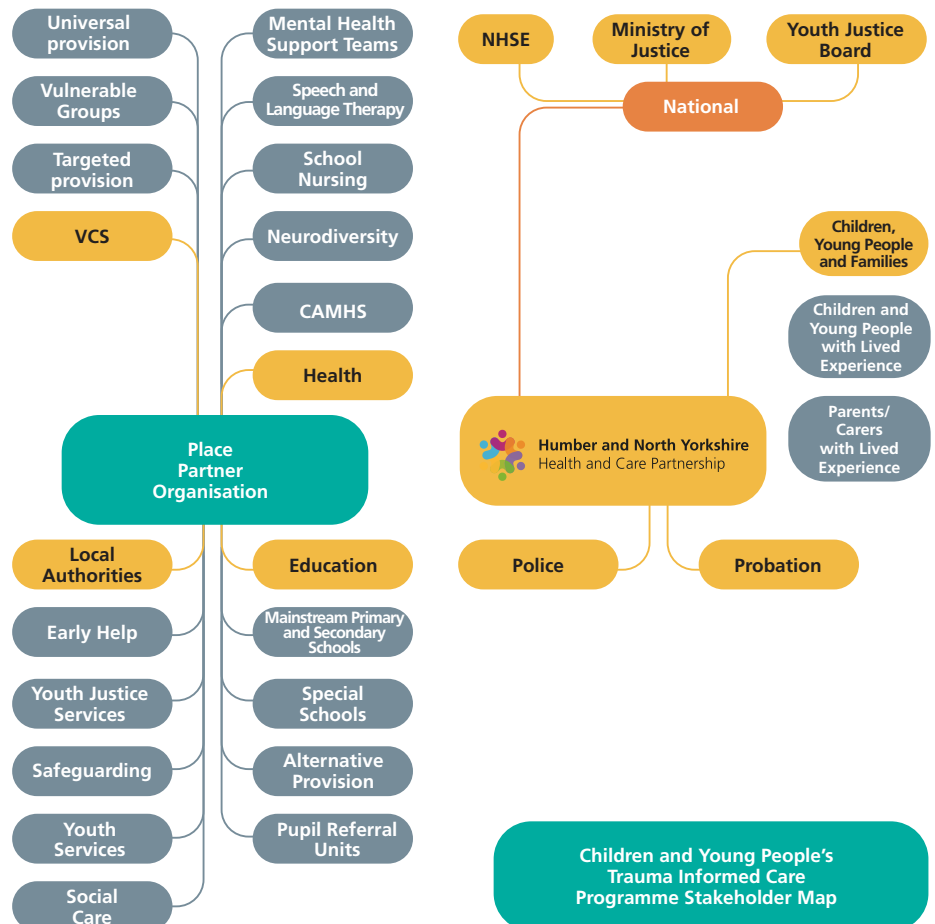 Universal
provision
Vulnerable
Groups
Targeted
provision
VCS
Mental Health
Support Teams
Speech and
Language Therapy
School
Nursing
Neurodiversity
CAMHS
Health
Place
Partner
Organisation
Local
Authorities
Early Help
Youth Justice
Services
Safeguarding
Youth
Services
Social
Care
Education
Mainstream Primary
and Secondary
Schools
Special
Schools
Alternative
Provision
Pupil Referral
Units
NHSE
Ministry of
Justice
Youth Justice
Board
National
Children,
Young People
and Families
Children and
Young People
with Lived
Experience
Parents/
Carers
with Lived
Experience
Humber and North Yorkshire
Health and Care Partnership
Police
Probation
Children and Young People’s
Trauma Informed Care
Programme Stakeholder Map